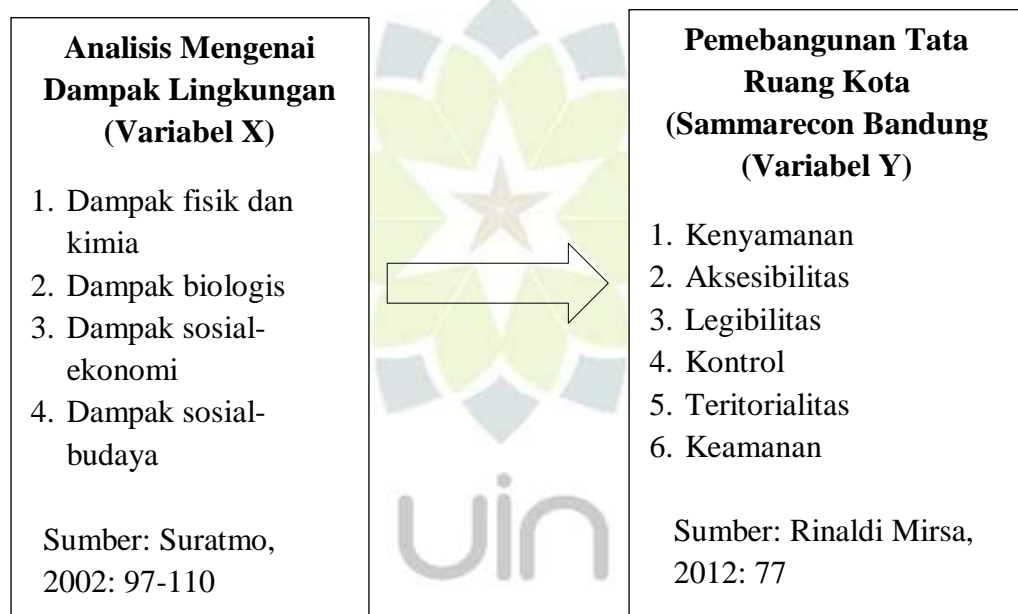 Analisis Mengenai
Dampak Lingkungan
(Variabel X)
1. Dampak fisik dan
kimia
2. Dampak biologis
3. Dampak sosial-
ekonomi
4. Dampak sosial-
budaya
Sumber: Suratmo,
2002: 97-110
uin
Pemebangunan Tata
Ruang Kota
(Sammarecon Bandung
(Variabel Y)
1. Kenyamanan
2. Aksesibilitas
3. Legibilitas
4. Kontrol
5. Teritorialitas
6. Keamanan
Sumber: Rinaldi Mirsa,
2012: 77